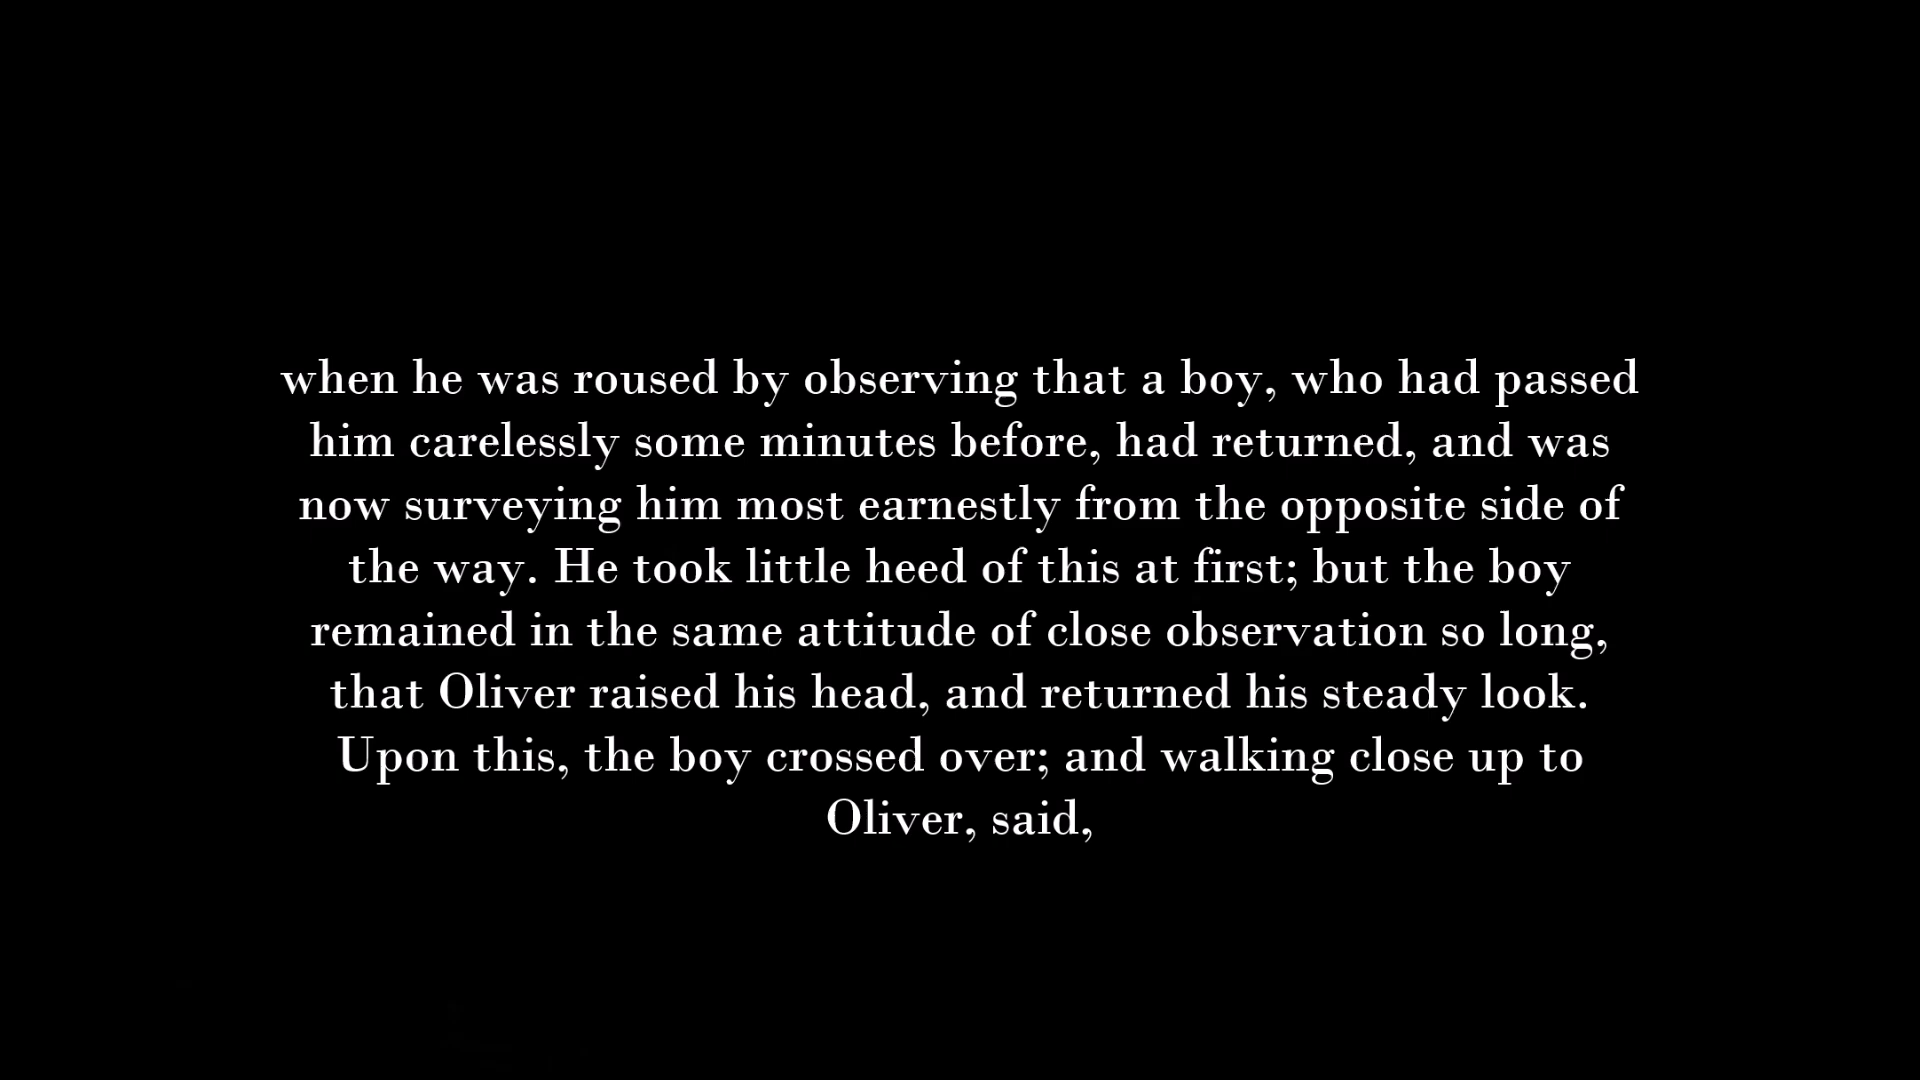 when he was roused by observing that a boy, who had passed
him carelessly some minutes before, had returned, and was
now surveying him most earnestly from the opposite side of
the way. He took little heed of this at first; but the boy
remained in the same attitude of close observation so long,
that Oliver raised his head, and returned his steady look.
Upon this, the boy crossed over; and walking close up to
Oliver, said,